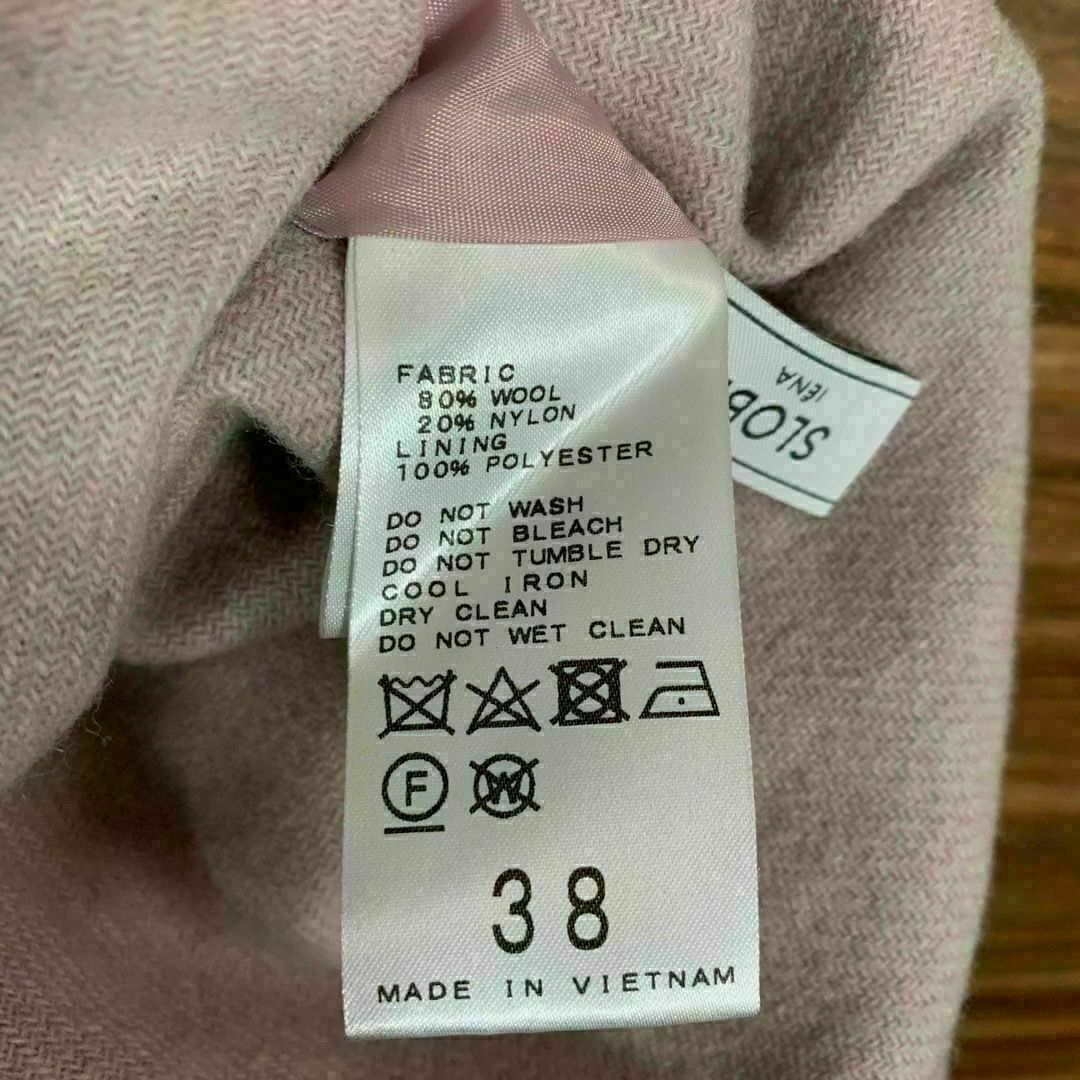 FABRIC
80% WOOL
20% NYLON
LINING
100% POLYESTER
DO NOT WASH
DO NOT BLEACH
DO NOT TUMBLE DRY
COOL IRON
DRY CLEAN
DO NOT WET CLEAN
F W
38
MADE IN VIETNAM
IENA